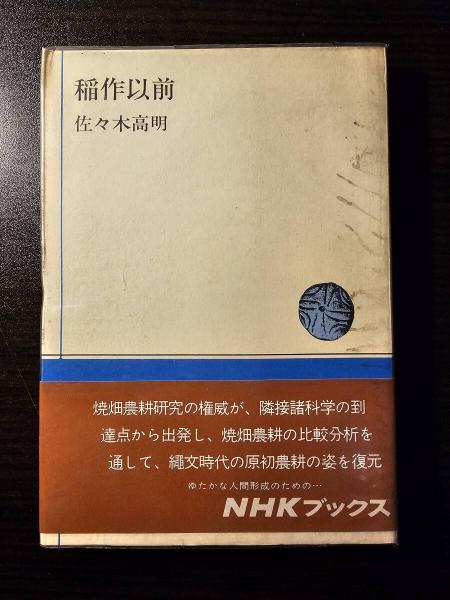 稲作以前
佐々木高明
焼畑農耕研究の権威が、隣接諸科学の到
達点から出発し、焼畑農耕の比較分析を
通して、縄文時代の原初農耕の姿を復元
ゆたかな人間形成のための…
NHKブックス